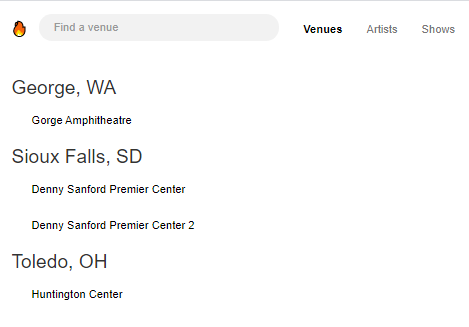 Find a venue
Venues
Artists
Shows
George, WA
Gorge Amphitheatre
Sioux Falls, SD
Denny Sanford Premier Center
Denny Sanford Premier Center 2
Toledo, OH
Huntington Center